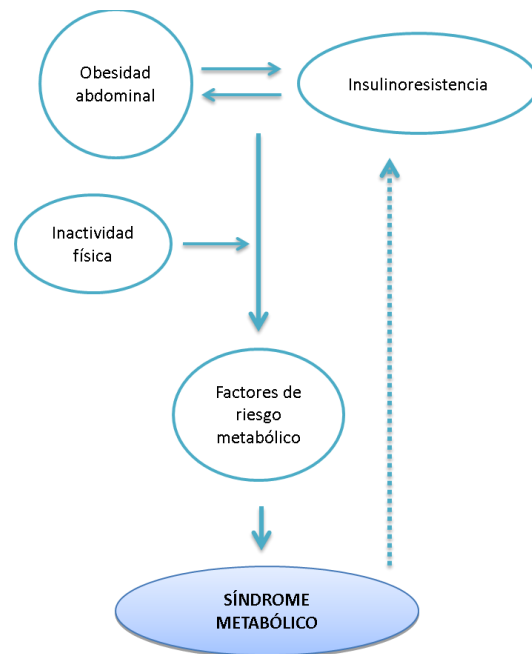 Obesidad
abdominal
Insulinoresistencia
Inactividad
física
Factores de
riesgo
metabólico
SÍNDROME
METABÓLICO